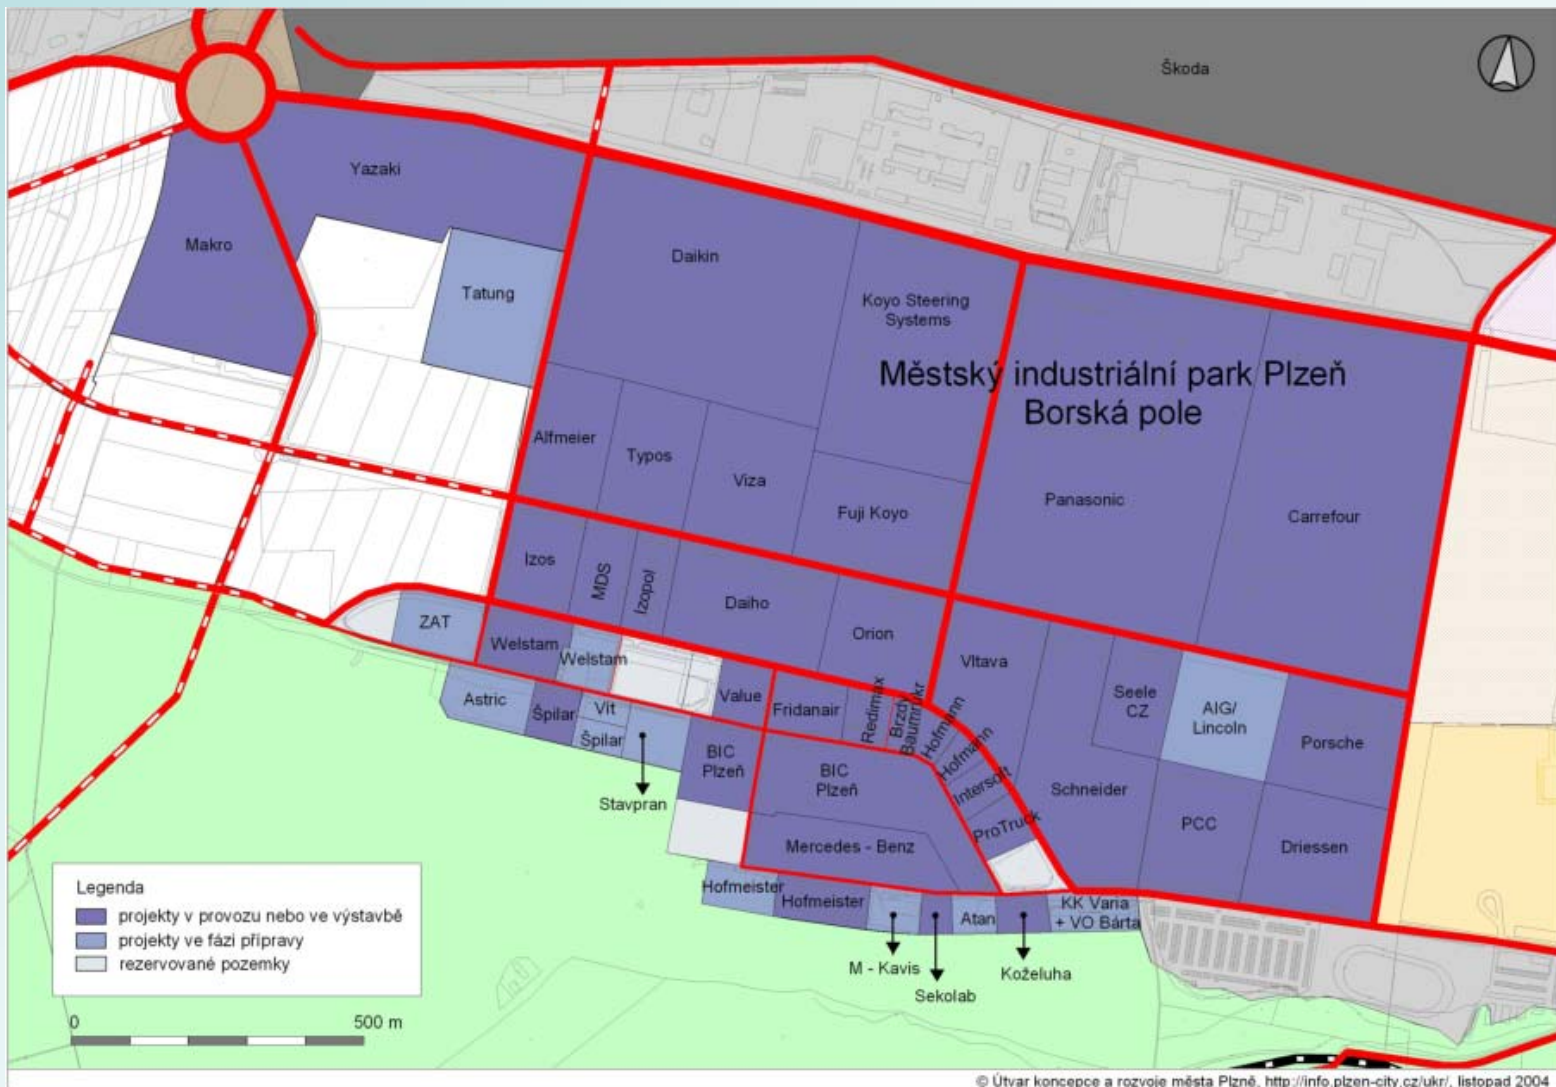 Škoda
Yazaki
Makro
Daikin
Tatung
Koyo Steering
Systems
Městský industriální park Plzeň
Borská pole
Alfmeier
Typos
Viza
Fuji Koyo
Panasonic
Carrefour
Izos
MDS
Izopol
Daiho
Orion
ZAT
Welstam
Welstam
Vltava
Value
Fridanair
Redimax
Brzdy
Baumrukr
Hofmann
Hofmann
Intersoft
ProTruck
Seele
CZ
AIG/
Lincoln
Porsche
Astric
Špilar
Vít
Špilar
Stavpran
BIC
Plzeň
BIC
Plzeň
Schneider
PCC
Driessen
Mercedes - Benz
Hofmeister
Hofmeister
M - Kavis
Sekolab
Atan
Koželuha
KK Varia
+ VO Bárta
Legenda
projekty v provozu nebo ve výstavbě
projekty ve fázi přípravy
rezervované pozemky
0 500 m
© Útvar koncepce a rozvoje města Plzně, http://info.plzen-city.cz/ukr/, listopad 2004